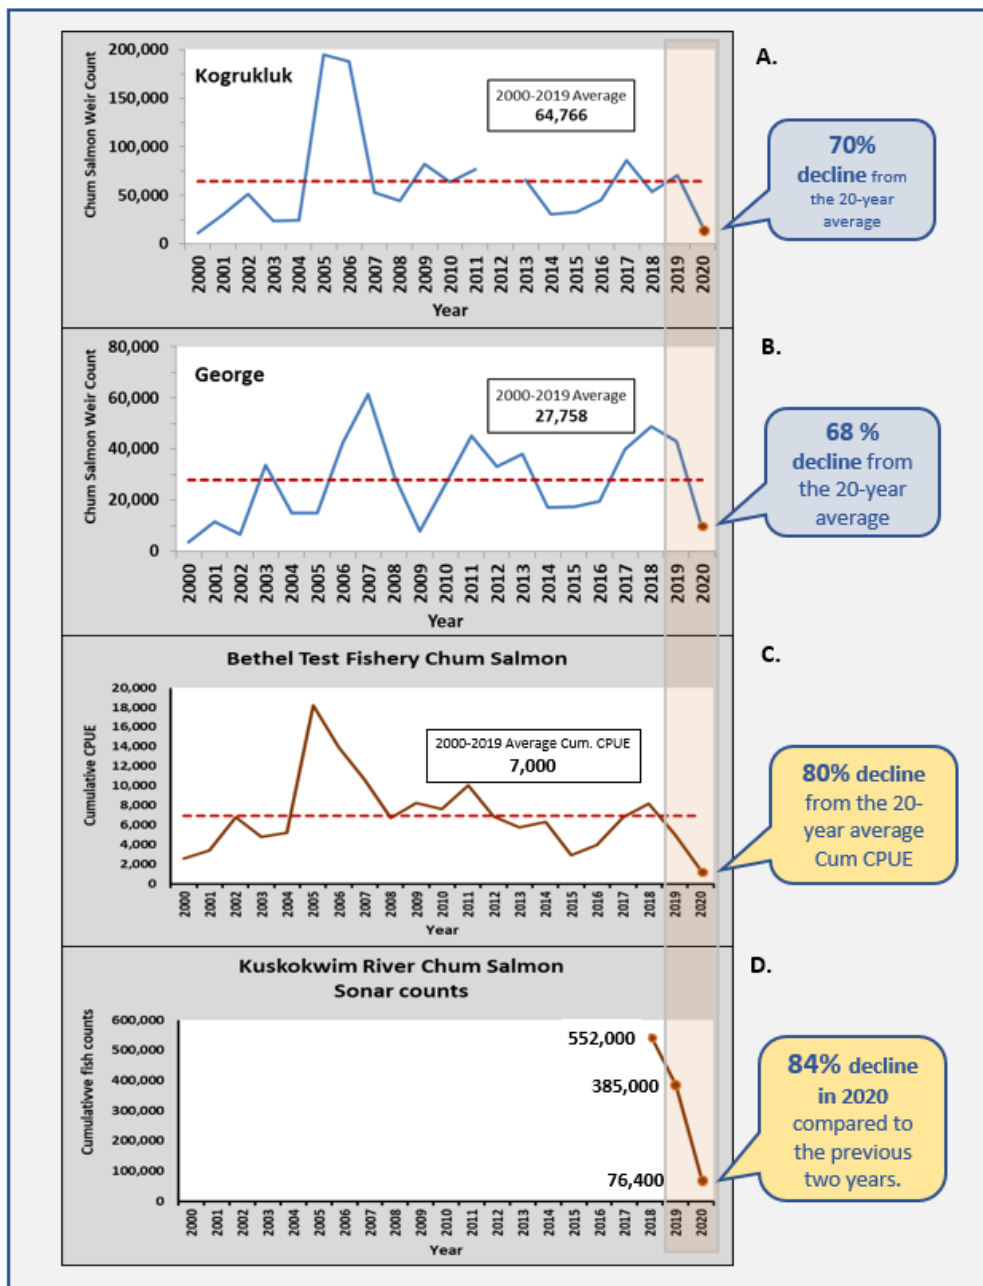 A.
200,000
150,000
100,000
50,000
0
Chum Salmon Weir Count
Kogrukluk
2000-2019 Average
64,766
2000 2001 2002 2003 2004 2005 2006 2007 2008 2009 2010 2011 2012 2013 2014 2015 2016 2017 2018 2019 2020
Year
70%
decline from
the 20-year
average
B.
80,000
60,000
40,000
20,000
0
Chum Salmon Weir Count
George
2000-2019 Average
27,758
2000 2001 2002 2003 2004 2005 2006 2007 2008 2009 2010 2011 2012 2013 2014 2015 2016 2017 2018 2019 2020
Year
68 %
decline from
the 20-year
average
C.
Bethel Test Fishery Chum Salmon
20,000
18,000
16,000
14,000
12,000
10,000
8,000
6,000
4,000
2,000
0
Cumulative CPUE
2000-2019 Average Cum. CPUE
7,000
2000 2001 2002 2003 2004 2005 2006 2007 2008 2009 2010 2011 2012 2013 2014 2015 2016 2017 2018 2019 2020
Year
80% decline
from the 20-
year average
Cum CPUE
D.
Kuskokwim River Chum Salmon
Sonar counts
600,000
500,000
400,000
300,000
200,000
100,000
0
Cumulativve fish counts
552,000
385,000
76,400
2000 2001 2002 2003 2004 2005 2006 2007 2008 2009 2010 2011 2012 2013 2014 2015 2016 2017 2018 2019 2020
Year
84% decline
in 2020
compared to
the previous
two years.